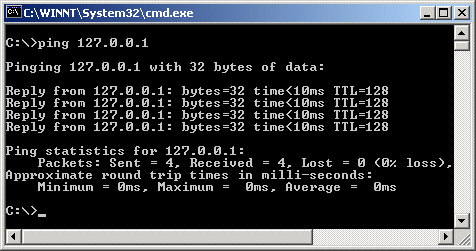 C:\WINNT\System32\cmd.exe
C:\>ping 127.0.0.1
Pinging 127.0.0.1 with 32 bytes of data:
Reply from 127.0.0.1: bytes=32 time<10ms TTL=128
Reply from 127.0.0.1: bytes=32 time<10ms TTL=128
Reply from 127.0.0.1: bytes=32 time<10ms TTL=128
Reply from 127.0.0.1: bytes=32 time<10ms TTL=128
Ping statistics for 127.0.0.1:
    Packets: Sent = 4, Received = 4, Lost = 0 (0% loss),
Approximate round trip times in milli-seconds:
    Minimum = 0ms, Maximum =  0ms, Average =  0ms
C:\>_